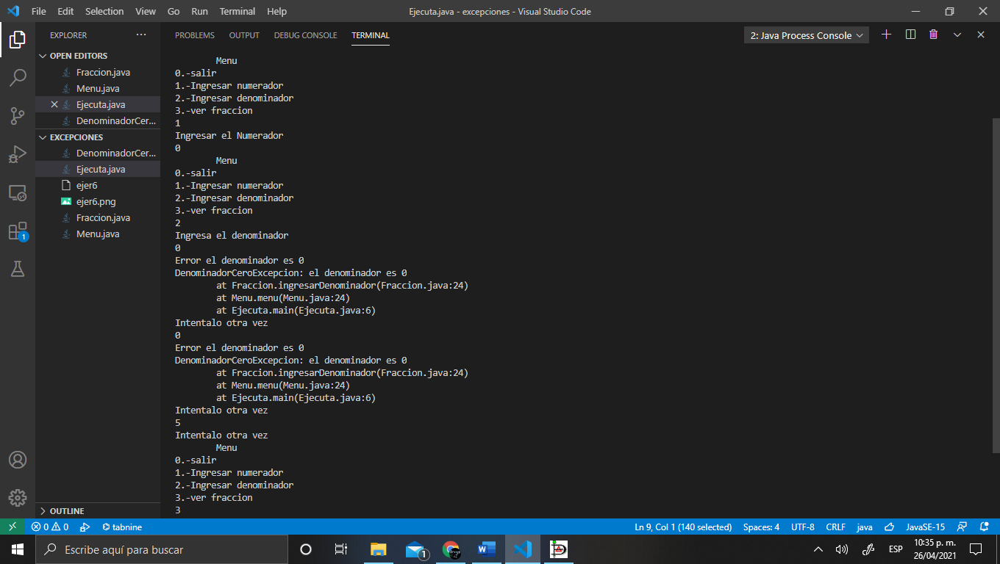 File Edit Selection View Go Run Terminal Help
Ejecuta.java - excepciones - Visual Studio Code
EXPLORER
OPEN EDITORS
Fraccion.java
Menu.java
Ejecuta.java
DenominadorCer...
EXCEPCIONES
DenominadorCer...
Ejecuta.java
ejer6
ejer6.png
Fraccion.java
Menu.java
OUTLINE
1
PROBLEMS OUTPUT DEBUG CONSOLE TERMINAL
2: Java Process Console
Menu
0.-salir
1.-Ingresar numerador
2.-Ingresar denominador
3.-ver fraccion
1
Ingresar el Numerador
0
Menu
0.-salir
1.-Ingresar numerador
2.-Ingresar denominador
3.-ver fraccion
2
Ingresa el denominador
0
Error el denominador es 0
DenominadorCeroExcepcion: el denominador es 0
at Fraccion.ingresarDenominador(Fraccion.java:24)
at Menu.menu(Menu.java:24)
at Ejecuta.main(Ejecuta.java:6)
Intentalo otra vez
0
Error el denominador es 0
DenominadorCeroExcepcion: el denominador es 0
at Fraccion.ingresarDenominador(Fraccion.java:24)
at Menu.menu(Menu.java:24)
at Ejecuta.main(Ejecuta.java:6)
Intentalo otra vez
5
Intentalo otra vez
Menu
0.-salir
1.-Ingresar numerador
2.-Ingresar denominador
3.-ver fraccion
3
0 0 tabnine
Ln 9, Col 1 (140 selected) Spaces: 4 UTF-8 CRLF java JavaSE-15
Escribe aquí para buscar
1
ESP
10:35 p. m.
26/04/2021